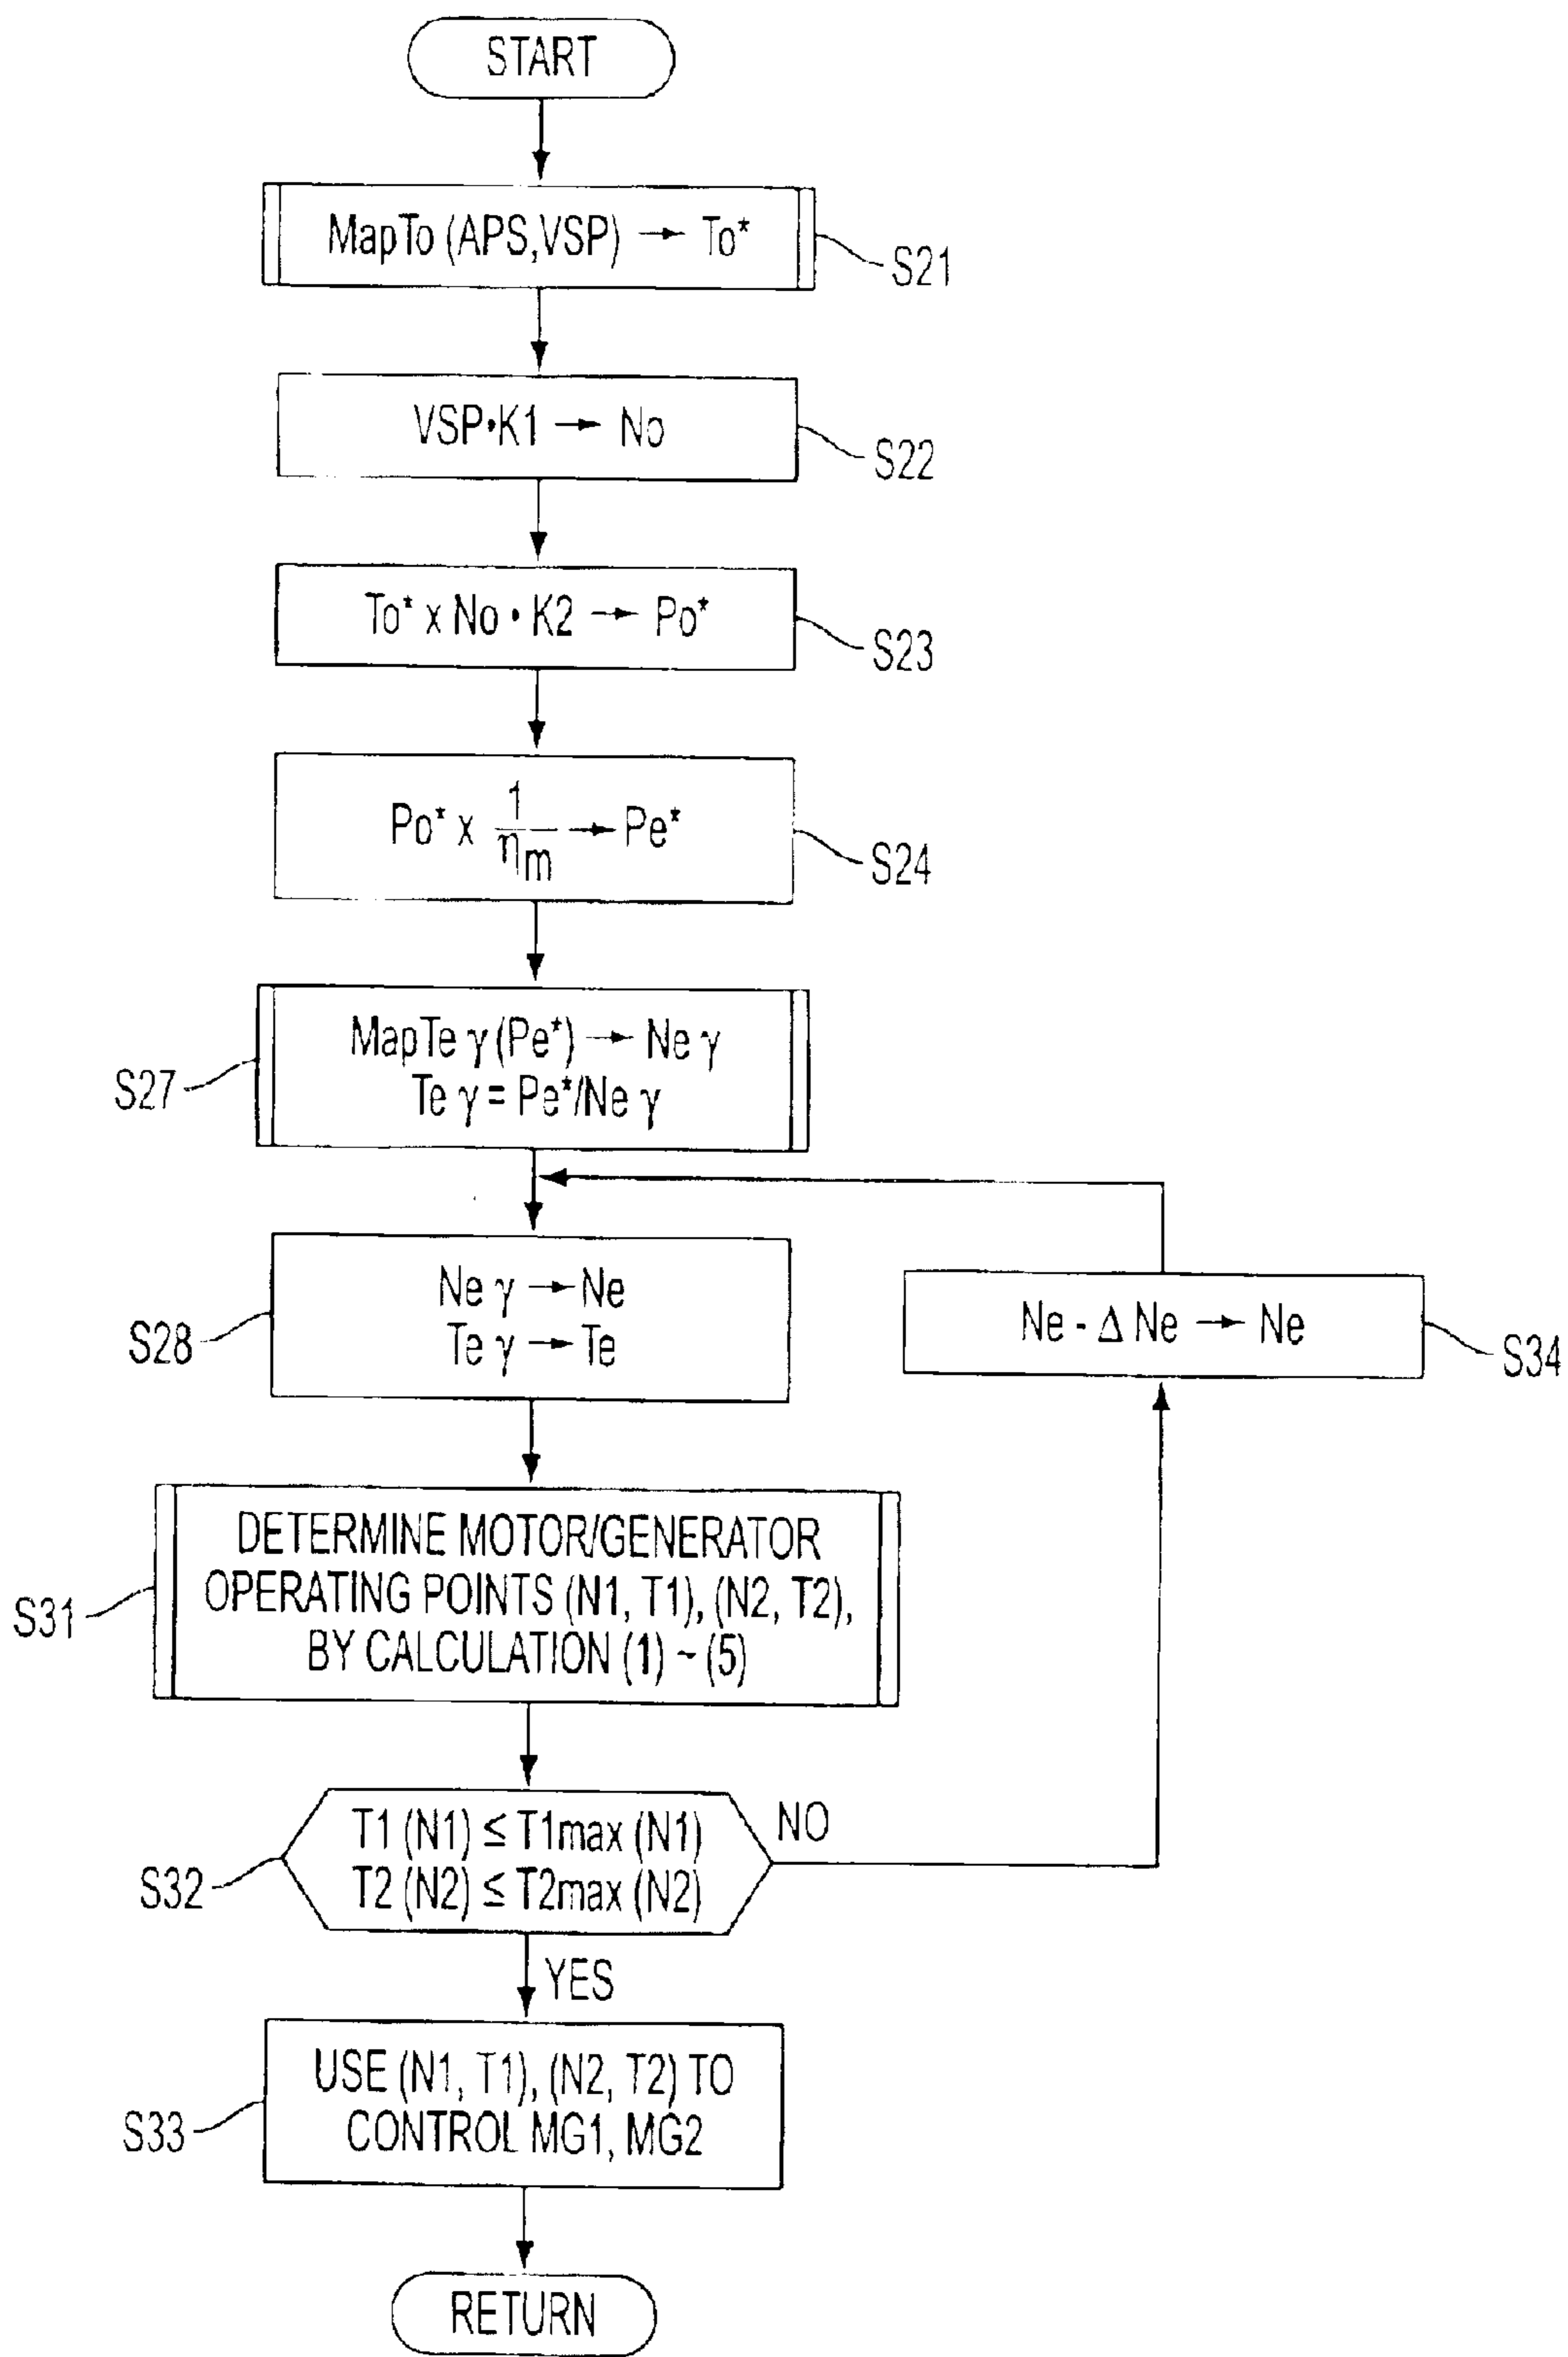 START
MapTo (APS,VSP) → To*
S21
VSP•K1 → No
S22
To* x No • K2 → Po*
S23
Po* x 1/ηm → Pe*
S24
MapTe γ (Pe*) → Ne γ
Te γ = Pe*/Ne γ
S27
Ne γ → Ne
Te γ → Te
S28
Ne - Δ Ne → Ne
S34
DETERMINE MOTOR/GENERATOR
OPERATING POINTS (N1, T1), (N2, T2),
BY CALCULATION (1) ~ (5)
S31
T1 (N1) ≤ T1max (N1)
T2 (N2) ≤ T2max (N2)
NO
S32
YES
USE (N1, T1), (N2, T2) TO
CONTROL MG1, MG2
S33
RETURN